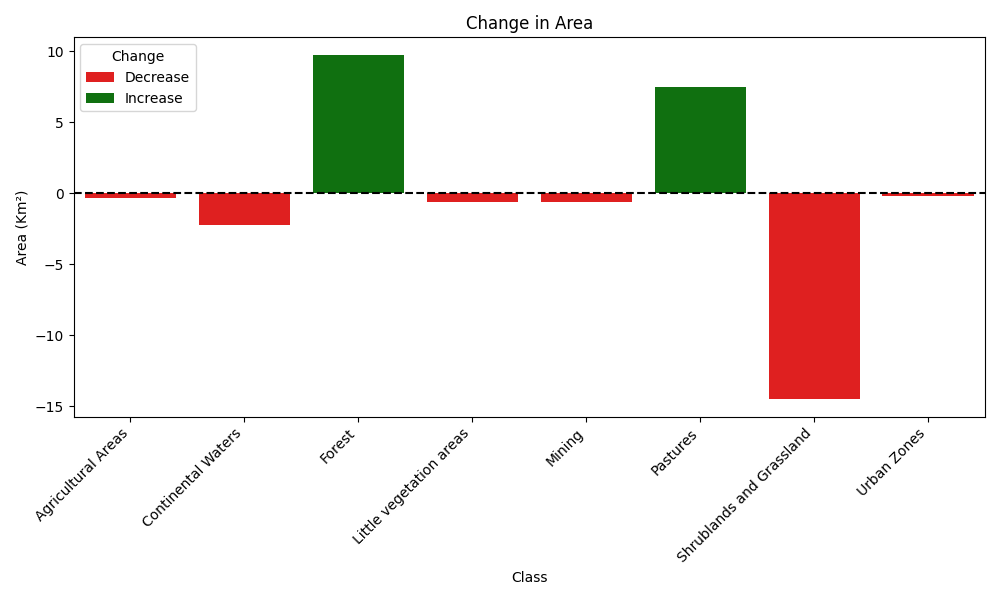 Change in Area
Change
Decrease
Increase
Area (Km²)
10
5
0
−5
−10
−15
Agricultural Areas
Continental Waters
Forest
Little vegetation areas
Mining
Pastures
Shrublands and Grassland
Urban Zones
Class